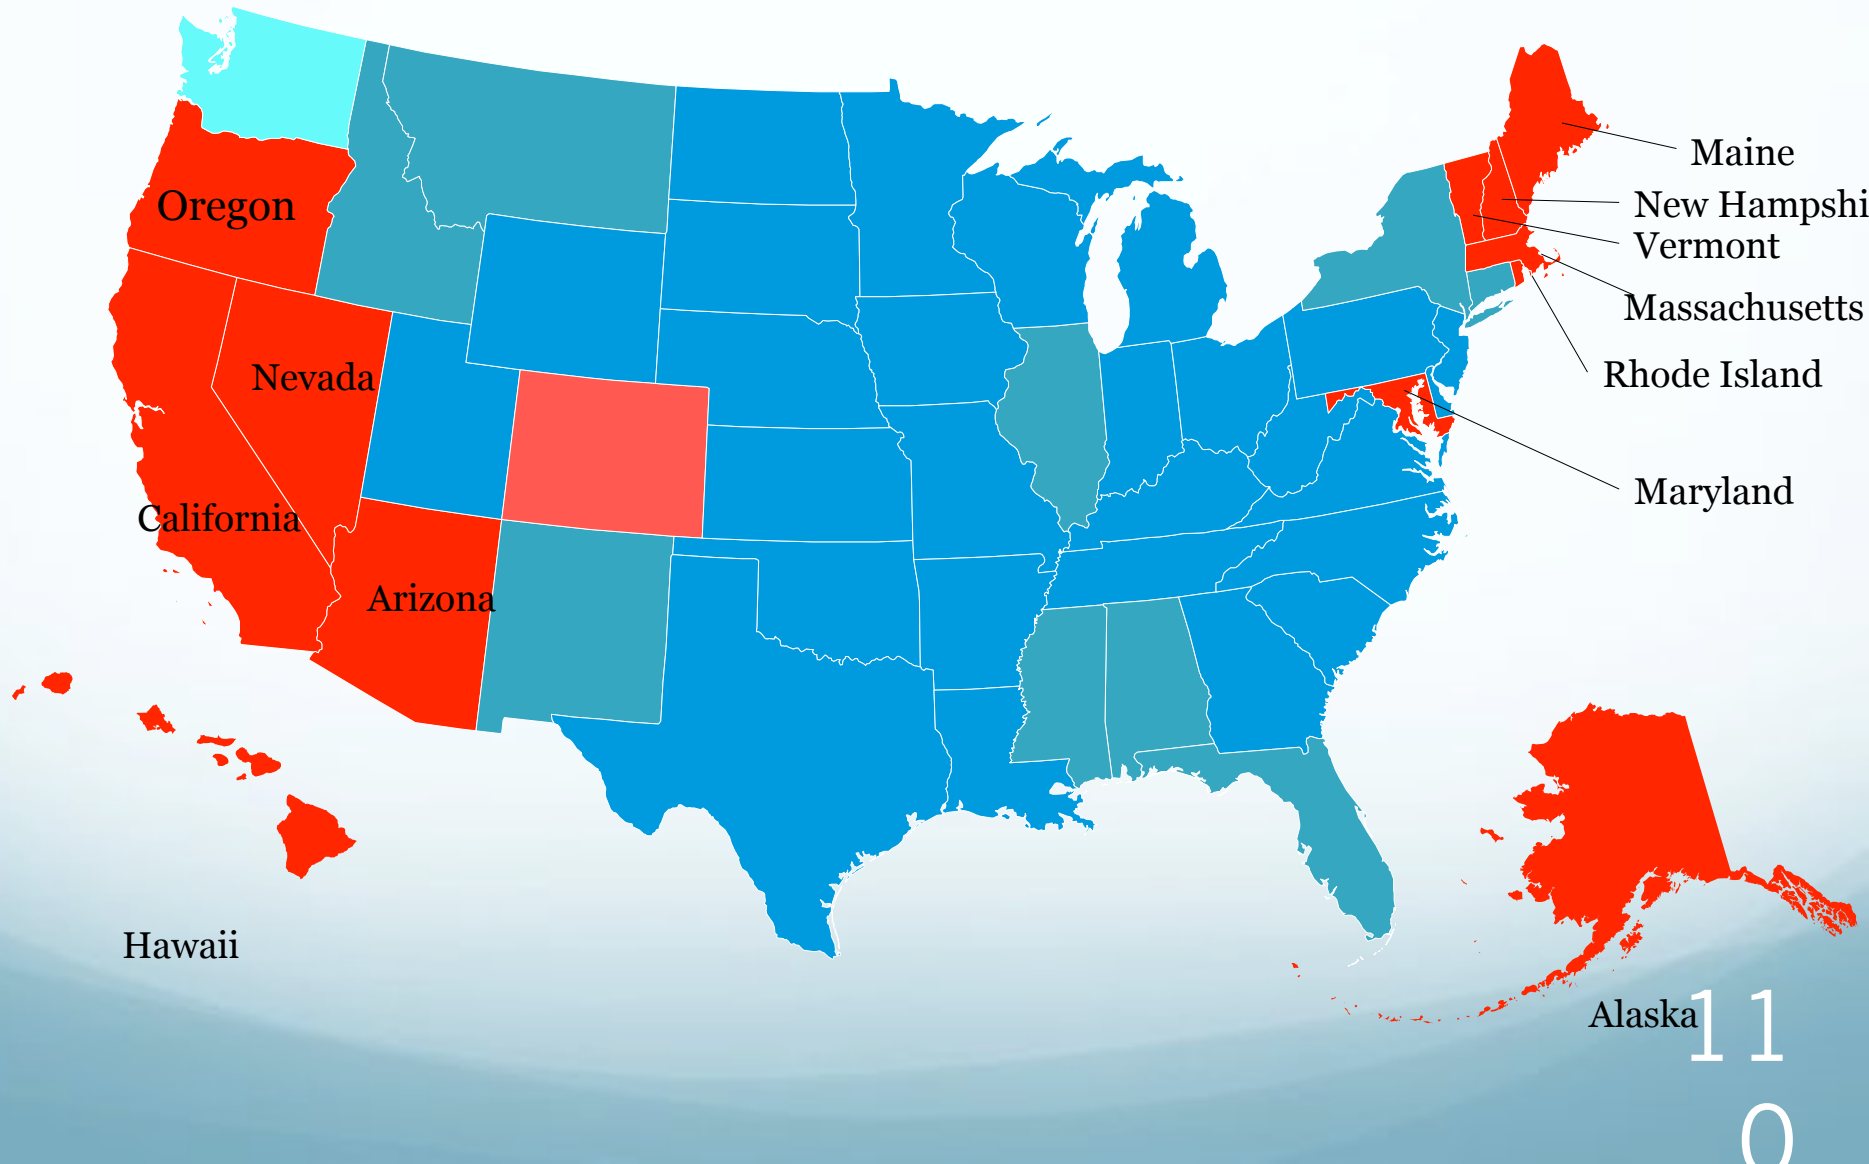 Maine
New Hampshi
Vermont
Oregon
Massachusetts
Nevada
Rhode Island
Maryland
California
Arizona
Hawaii
Alaska
11
0